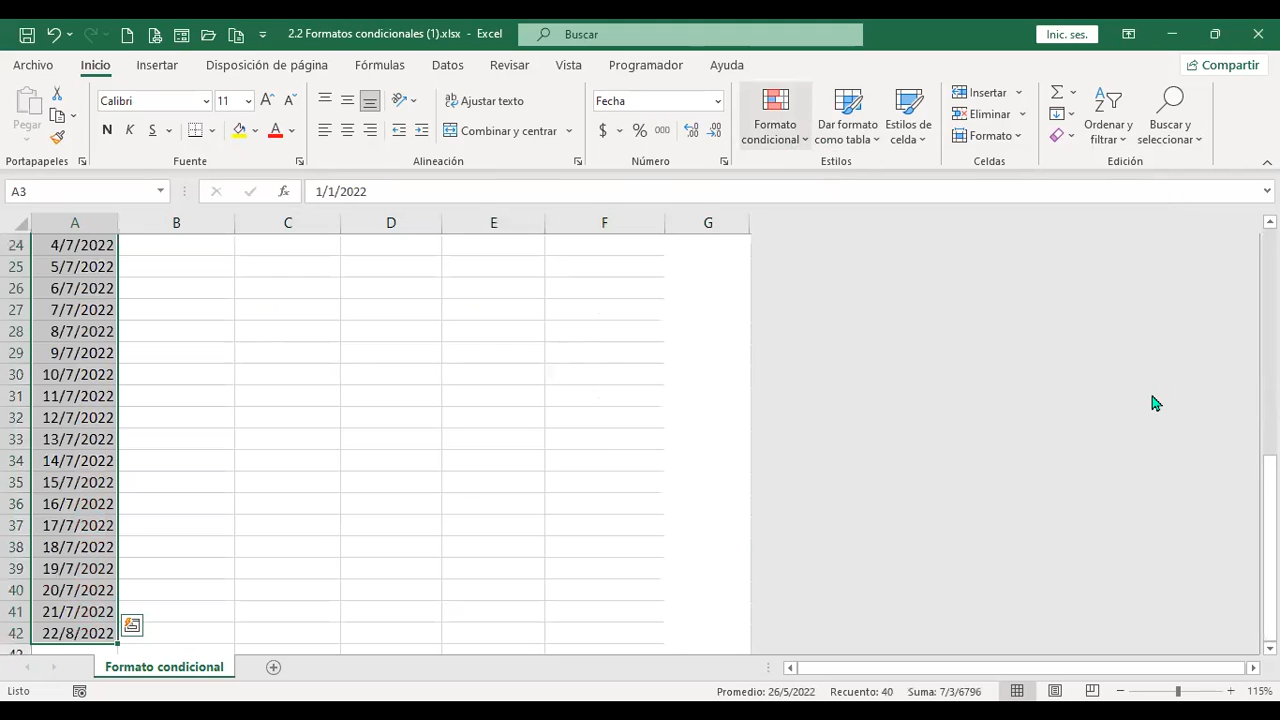 2.2 Formatos condicionales (1).xlsx - Excel
Buscar
Inic. ses.
Archivo Inicio Insertar Disposición de página Fórmulas Datos Revisar Vista Programador Ayuda
Compartir
Pegar
Calibri 11
N K S
Ajustar texto
Combinar y centrar
Fecha
$ % 000
Formato condicional
Dar formato como tabla
Estilos de celda
Insertar
Eliminar
Formato
Ordenar y filtrar
Buscar y seleccionar
Portapapeles Fuente Alineación Número Estilos Celdas Edición
A3 fx 1/1/2022
A B C D E F G
24 4/7/2022
25 5/7/2022
26 6/7/2022
27 7/7/2022
28 8/7/2022
29 9/7/2022
30 10/7/2022
31 11/7/2022
32 12/7/2022
33 13/7/2022
34 14/7/2022
35 15/7/2022
36 16/7/2022
37 17/7/2022
38 18/7/2022
39 19/7/2022
40 20/7/2022
41 21/7/2022
42 22/8/2022
Formato condicional
Listo
Promedio: 26/5/2022 Recuento: 40 Suma: 7/3/6796
115%